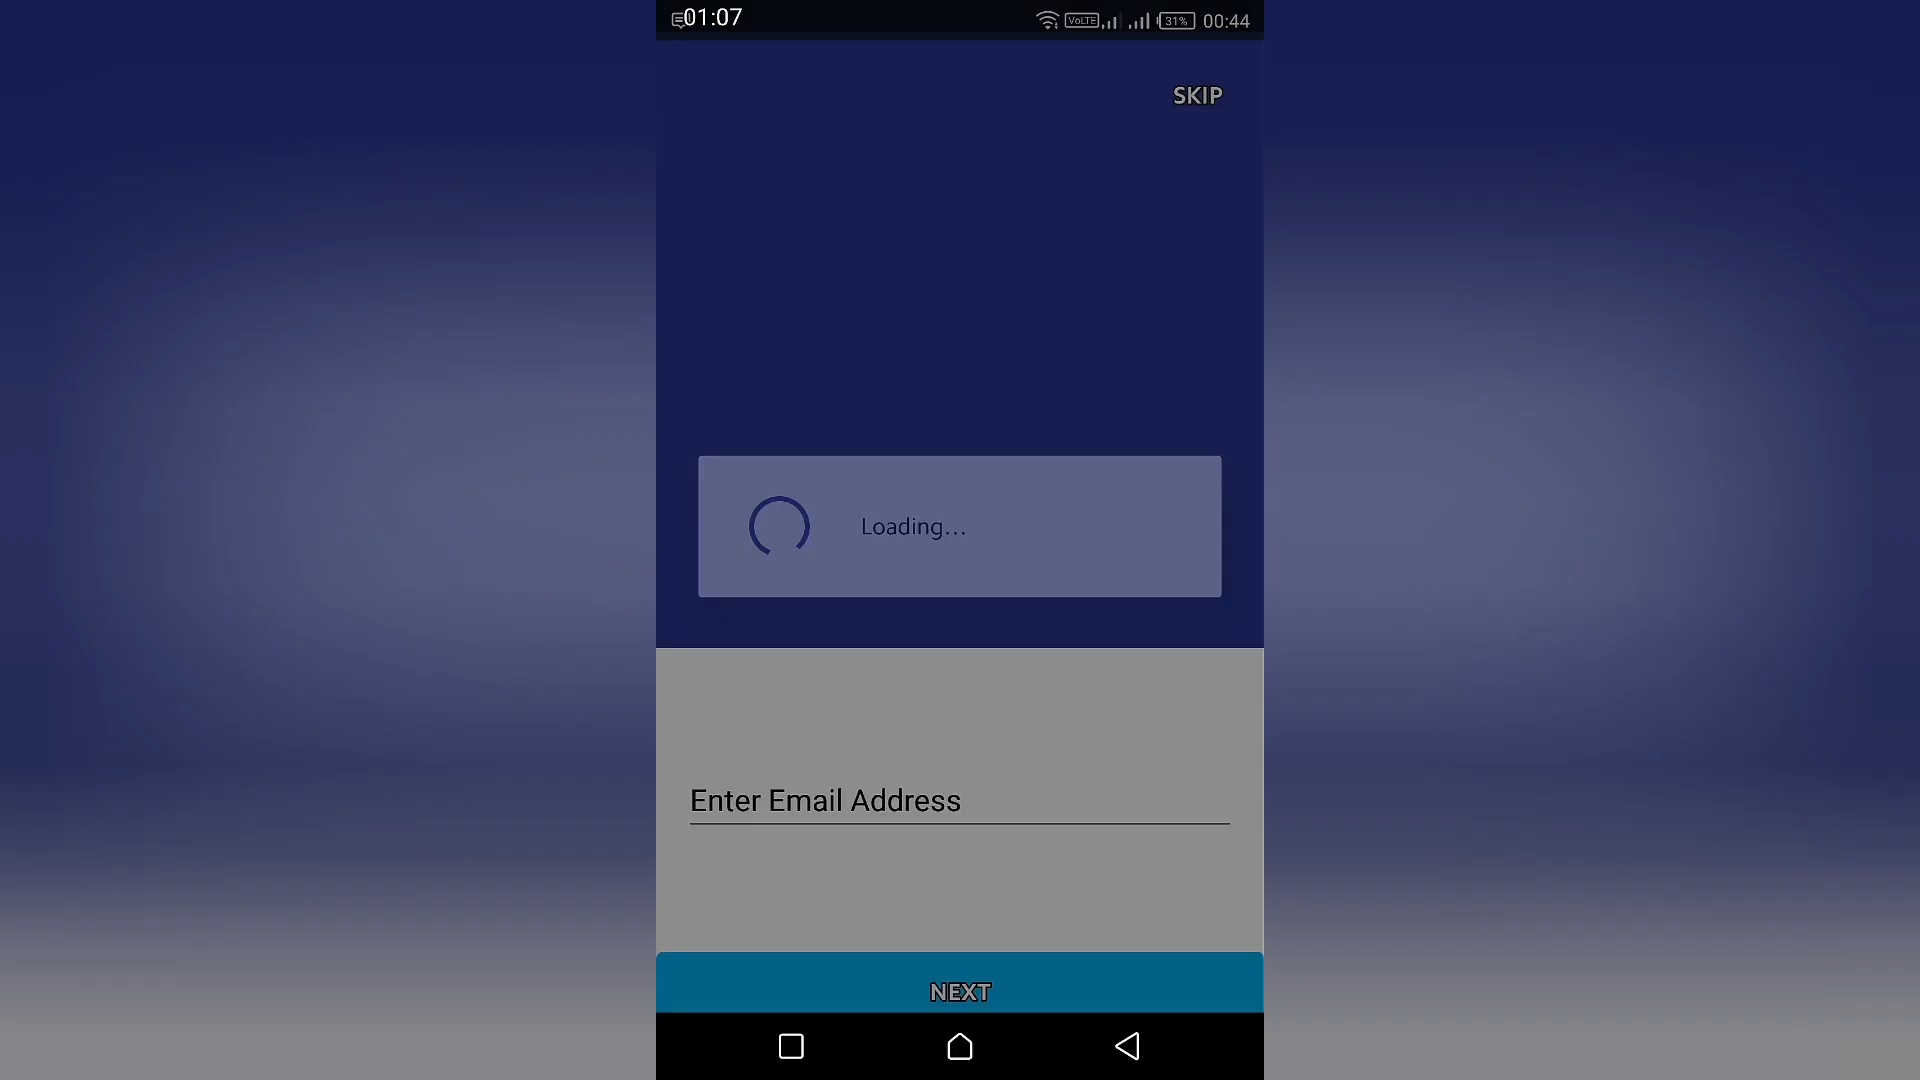 01:07 VoLTE 31% 00:44
SKIP
Loading...
Enter Email Address
NEXT